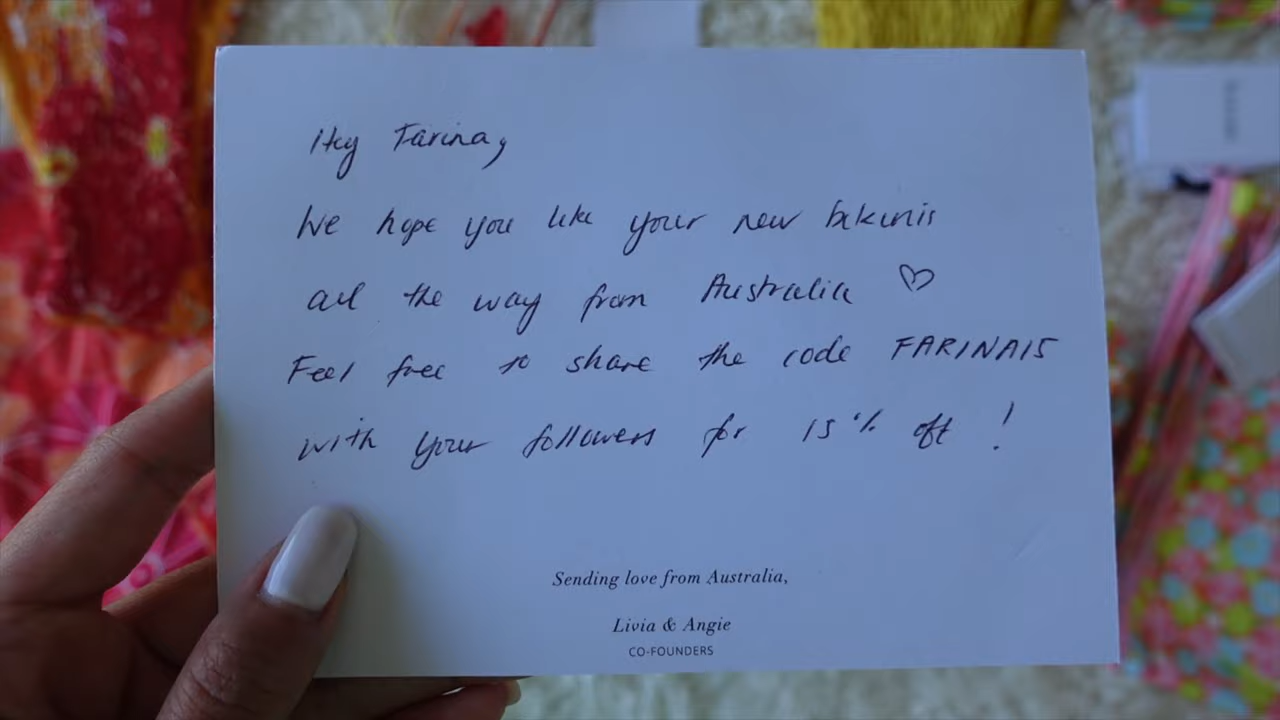 Hey Farina,
We hope you like your new bikinis
all the way from Australia ♡
Feel free to share the code FARINA15
with your followers for 15% off !
Sending love from Australia,
Livia & Angie
CO-FOUNDERS